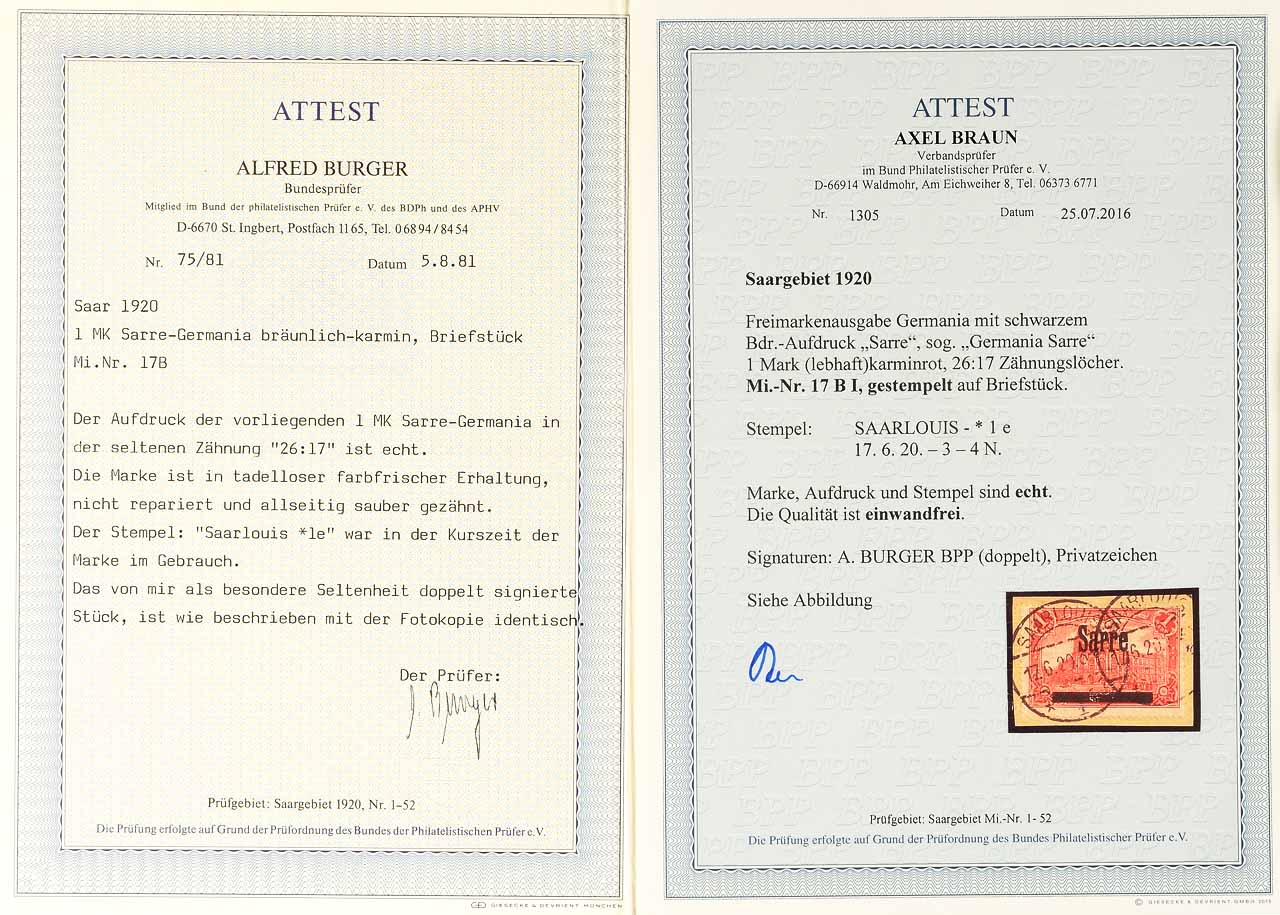 ATTEST
ALFRED BURGER
Bundesprüfer
Mitglied im Bund der philatelistischen Prüfer e. V. des BDPh und des APHV
D-6670 St. Ingbert, Postfach 1165, Tel. 06894/8454
Nr. 75/81 Datum 5.8.81
Saar 1920
1 MK Sarre-Germania bräunlich-karmin, Briefstück
Mi.Nr. 17B
Der Aufdruck der vorliegenden 1 MK Sarre-Germania in
der seltenen Zähnung "26:17" ist echt.
Die Marke ist in tadelloser farbfrischer Erhaltung,
nicht repariert und allseitig sauber gezähnt.
Der Stempel: "Saarlouis *le" war in der Kurszeit der
Marke im Gebrauch.
Das von mir als besondere Seltenheit doppelt signierte
Stück, ist wie beschrieben mit der Fotokopie identisch.
Der Prüfer:
Burger
Prüfgebiet: Saargebiet 1920, Nr. 1-52
Die Prüfung erfolgte auf Grund der Prüfordnung des Bundes der Philatelistischen Prüfer e.V.
GIESECKE & DEVRIENT MÜNCHEN
ATTEST
AXEL BRAUN
Verbandsprüfer
im Bund Philatelistischer Prüfer e. V.
D-66914 Waldmohr, Am Eichweiher 8, Tel. 06373 6771
Nr. 1305 Datum 25.07.2016
Saargebiet 1920
Freimarkenausgabe Germania mit schwarzem
Bdr.-Aufdruck „Sarre“, sog. „Germania Sarre“
1 Mark (lebhaft)karminrot, 26:17 Zähnungslöcher.
Mi.-Nr. 17 B I, gestempelt auf Briefstück.
Stempel: SAARLOUIS - * 1 e
17. 6. 20. – 3 – 4 N.
Marke, Aufdruck und Stempel sind echt.
Die Qualität ist einwandfrei.
Signaturen: A. BURGER BPP (doppelt), Privatzeichen
Siehe Abbildung
Sarre
Prüfgebiet: Saargebiet Mi.-Nr. 1- 52
Die Prüfung erfolgte auf Grund der Prüfordnung des Bundes Philatelistischer Prüfer e.V.
© GIESECKE & DEVRIENT GMBH 2015